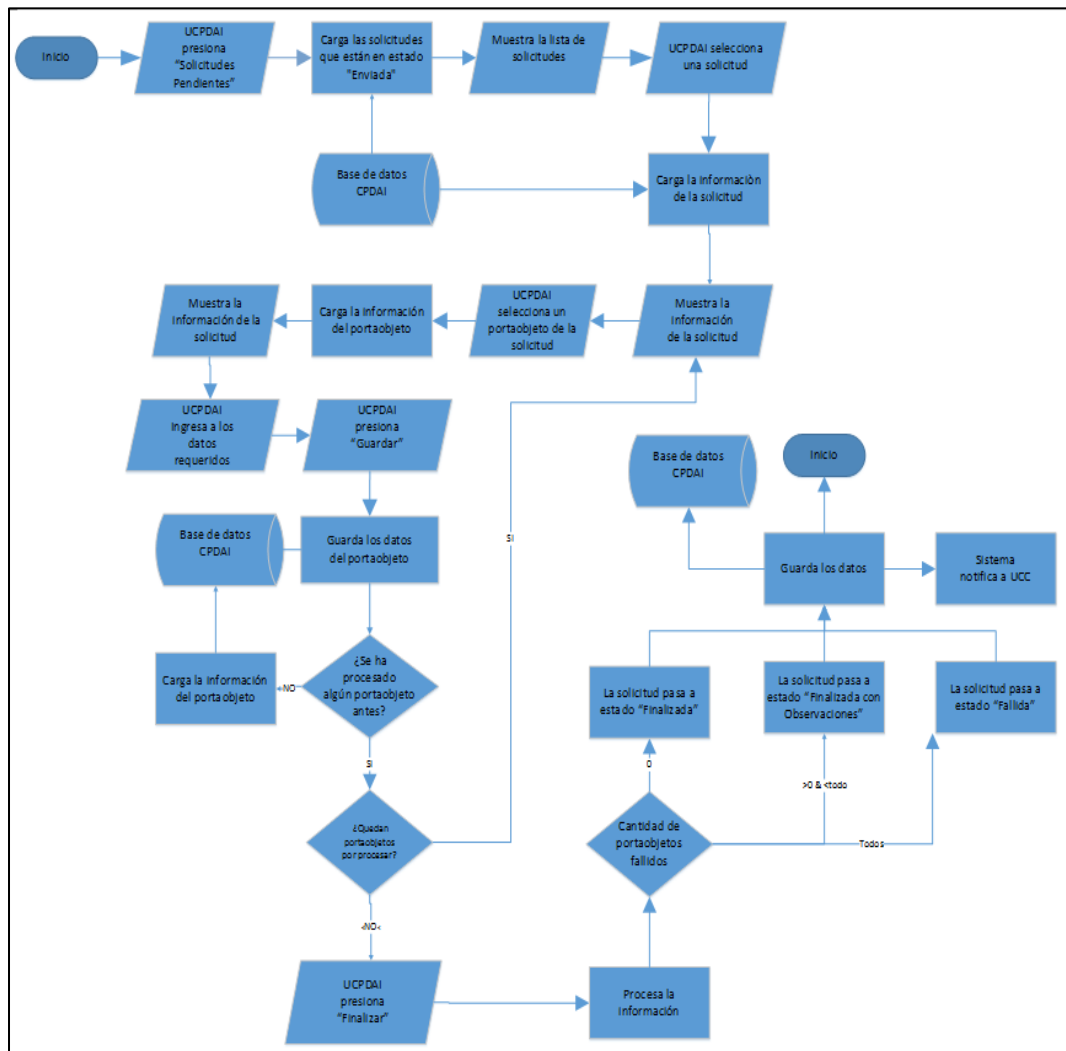 Inicio
UCPDAI
presiona
“Solicitudes
Pendientes”
Carga las solicitudes
que están en estado
"Enviada"
Muestra la lista de
solicitudes
UCPDAI selecciona
una solicitud
Base de datos
CPDAI
Carga la informaciòn
de la solicitud
Muestra la
Información de la
solicitud
Carga la información
del portaobjeto
UCPDAI
selecciona un
portaobjeto de la
solicitud
Muestra la
Información
de la solicitud
UCPDAI
Ingresa a los
datos
requeridos
UCPDAI
presiona
“Guardar”
Base de datos
CPDAI
Inicio
Base de datos
CPDAI
Guarda los datos
del portaobjeto
SI
Guarda los datos
Sistema
notifica a UCC
Carga la información
del portaobjeto
NO
¿Se ha
procesado
algún portaobjeto
antes?
La solicitud pasa a
estado “Finalizada”
La solicitud pasa a
estado “Finalizada con
Observaciones”
La solicitud pasa a
estado “Fallida”
SI
0
>0 & <todo
¿Quedan
portaobjetos
por procesar?
Cantidad de
portaobjetos
fallidos
Todos
<NO<
UCPDAI
presiona
“Finalizar”
Procesa la
Información